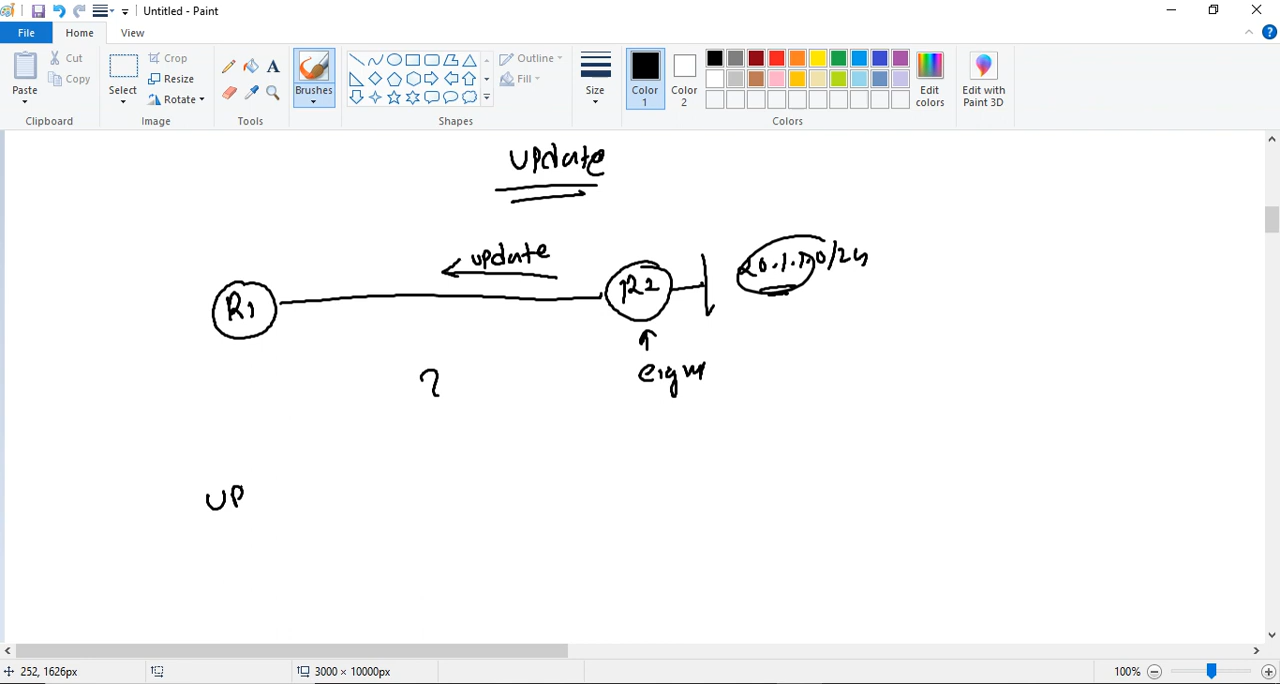 Untitled - Paint
File Home View
Paste Cut Copy Clipboard
Select Crop Resize Rotate Image
Tools
Brushes
Outline Fill Shapes
Size
Color 1 Color 2 Edit colors Colors
Edit with Paint 3D
update
update
R1 R2 20.1.1.0/24
?
UP
252, 1626px 3000 × 10000px 100%